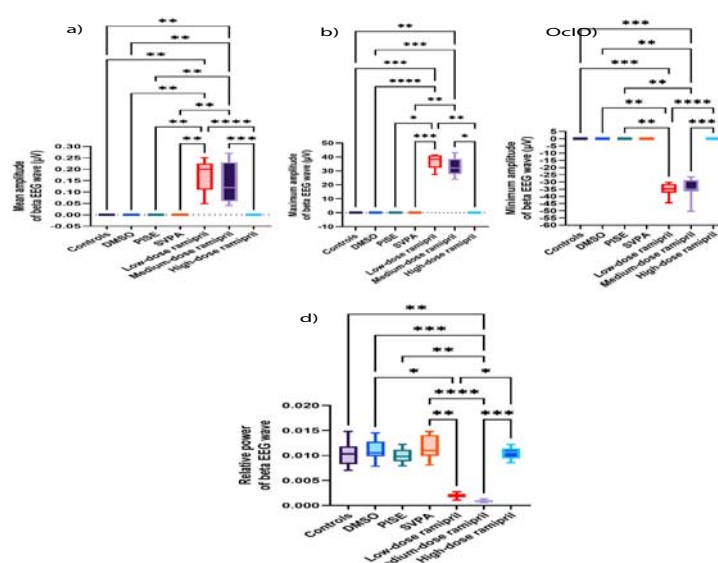 a)
b)
OcIO)
**
**
**
**
**
**
**
****
**
***
Mean amplitude
of beta EEG wave (µV)
0.30
0.25
0.20
0.15
0.10
0.05
0.00
-0.05
Controls
DMSO
PISE
SVPA
Low-dose ramipril
Medium-dose ramipril
High-dose ramipril
**
***
***
****
**
*
**
***
*
Maximum amplitude
of beta EEG wave (µV)
50
40
30
20
10
0
-10
Controls
DMSO
PISE
SVPA
Low-dose ramipril
Medium-dose ramipril
High-dose ramipril
***
**
***
**
**
****
**
***
Minimum amplitude
of beta EEG wave (µV)
5
0
-5
-10
-15
-20
-25
-30
-35
-40
-45
-50
-55
-60
Controls
DMSO
PISE
SVPA
Low-dose ramipril
Medium-dose ramipril
High-dose ramipril
d)
**
***
**
*
*
****
**
***
Relative power
of beta EEG wave
0.020
0.015
0.010
0.005
0.000
Controls
DMSO
PISE
SVPA
Low-dose ramipril
Medium-dose ramipril
High-dose ramipril